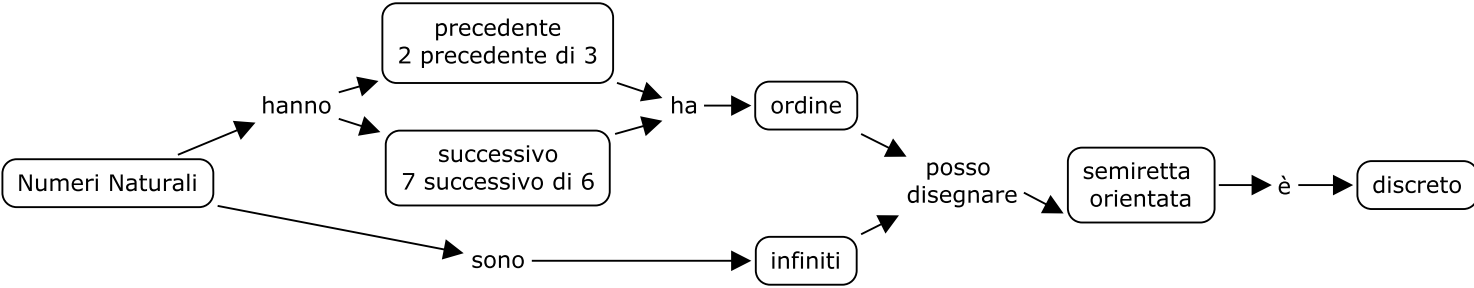 Numeri Naturali
hanno
precedente
2 precedente di 3
successivo
7 successivo di 6
ha
ordine
sono
infiniti
posso
disegnare
semiretta
orientata
è
discreto